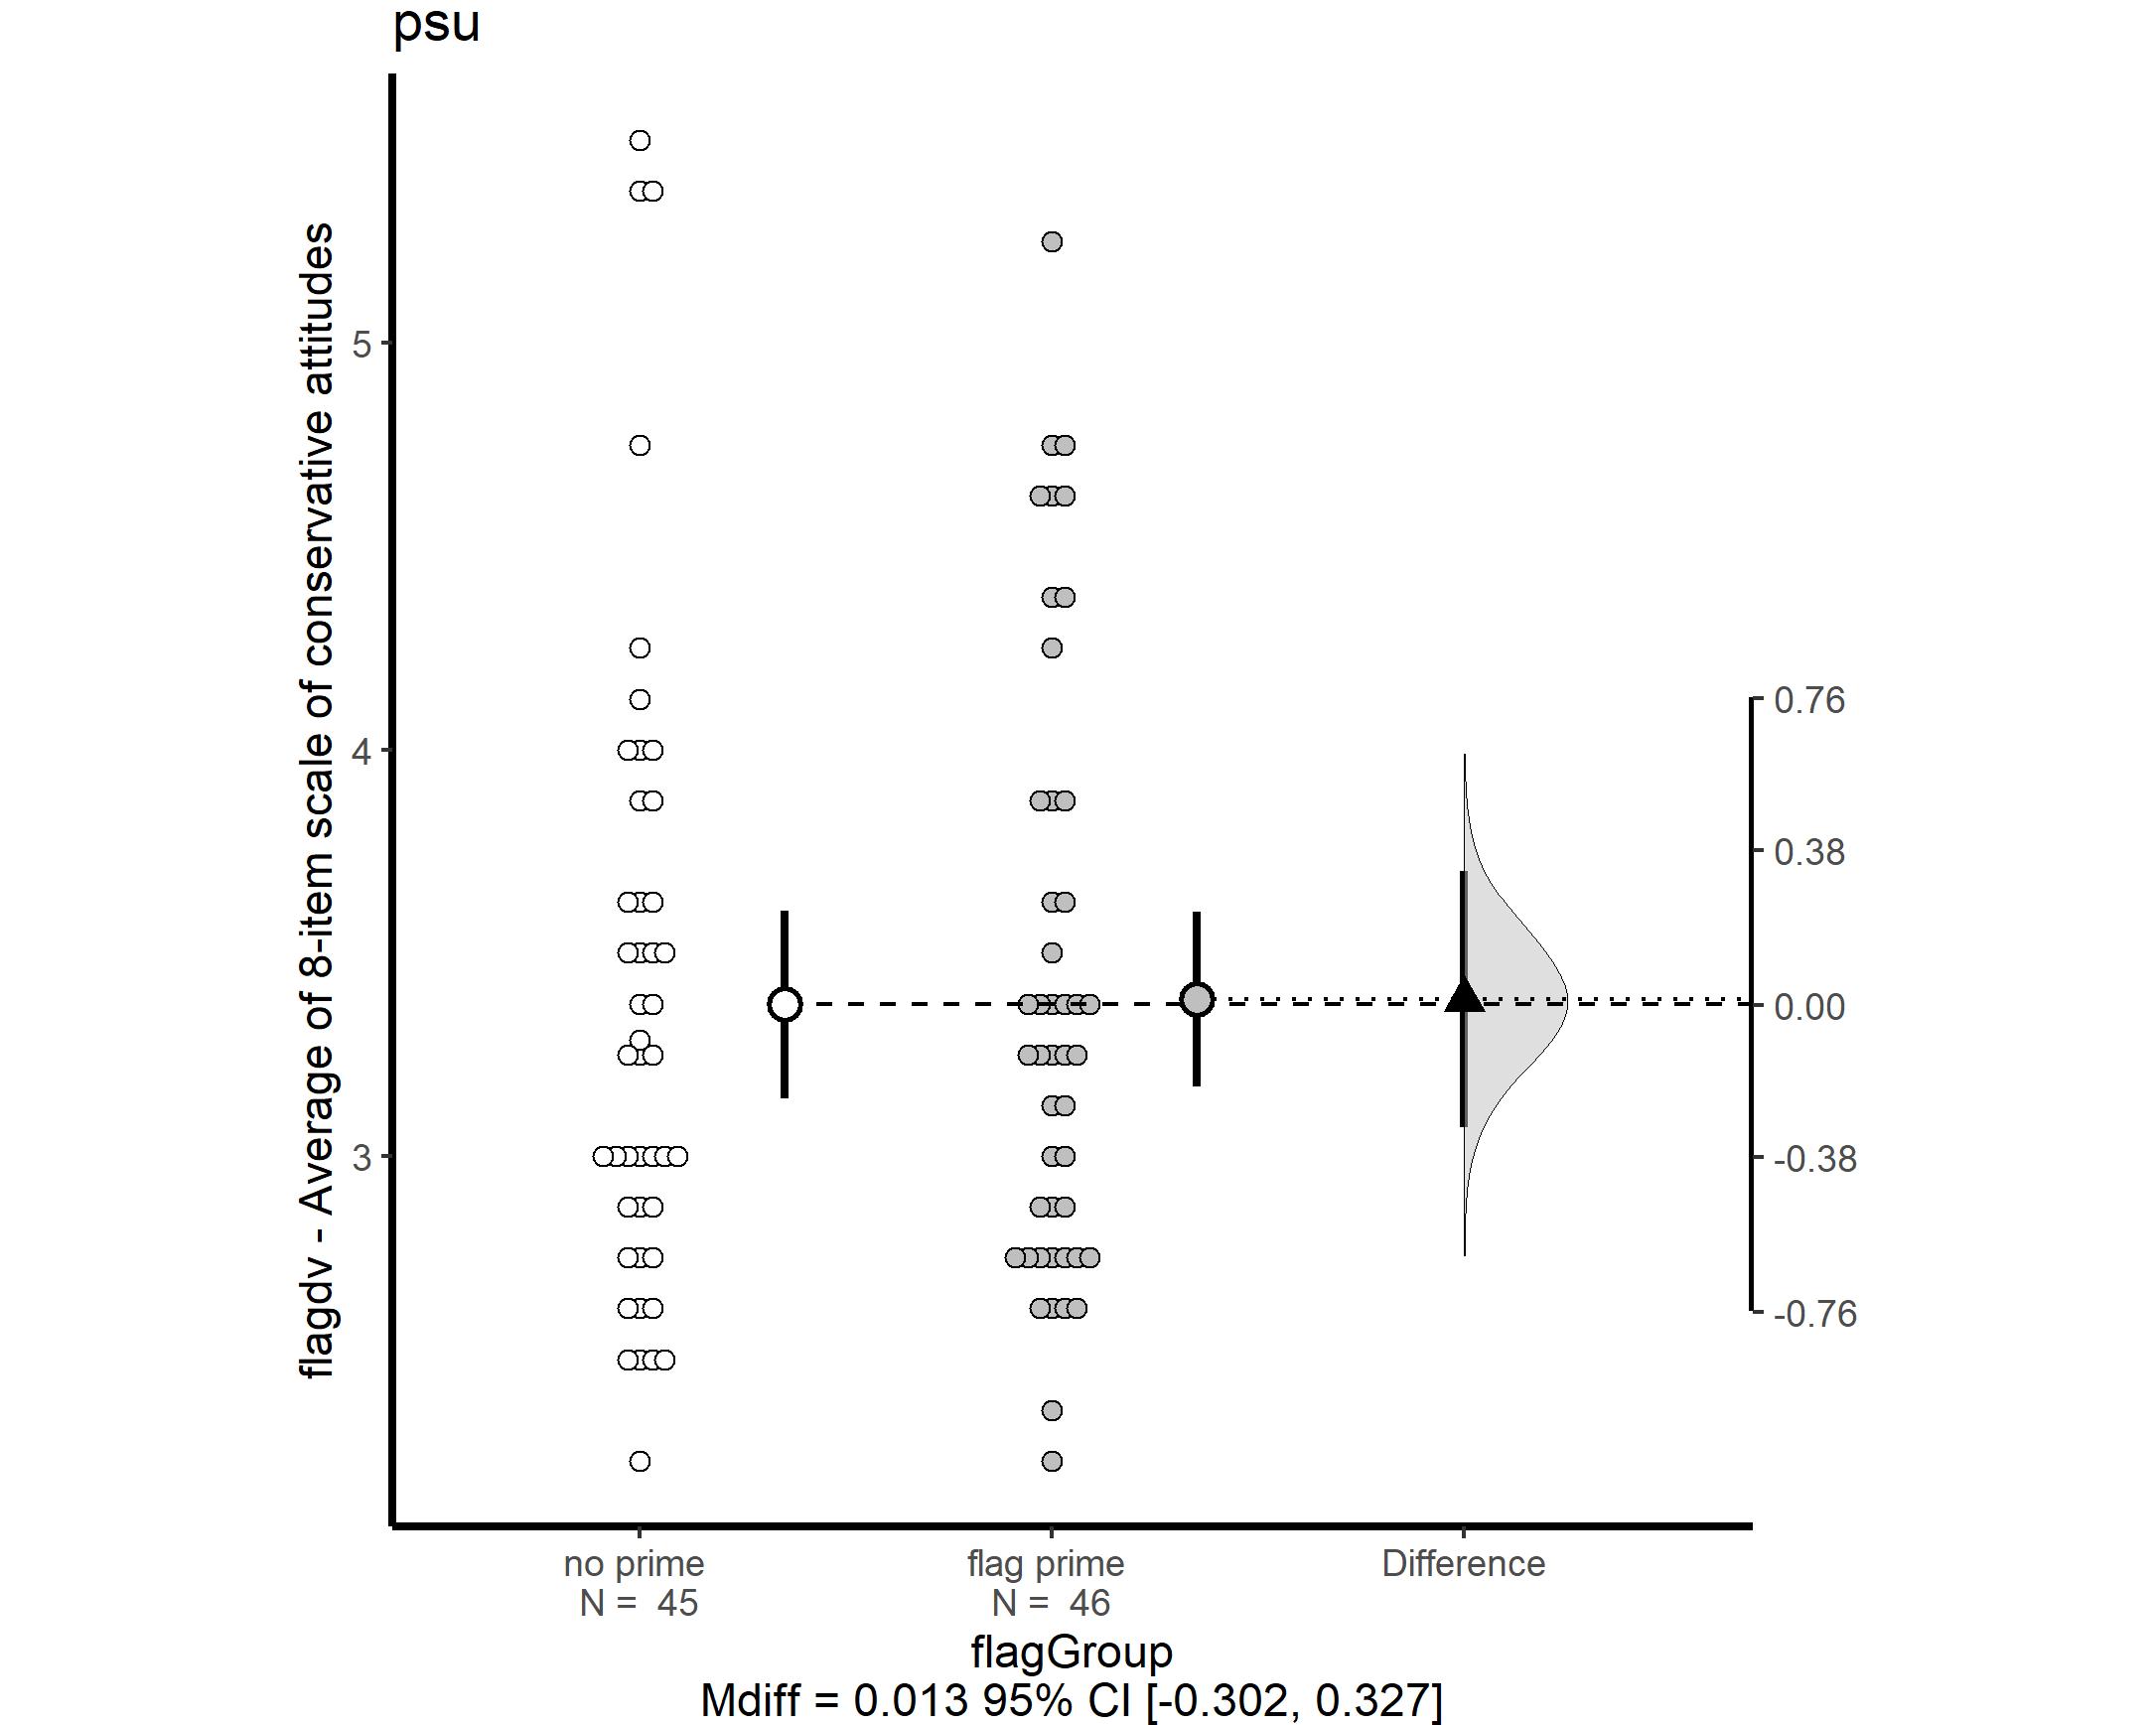 psu
flagdv - Average of 8-item scale of conservative attitudes
5
4
3
0.76
0.38
0.00
-0.38
-0.76
no prime
N =  45
flag prime
N =  46
Difference
flagGroup
Mdiff = 0.013 95% CI [-0.302, 0.327]